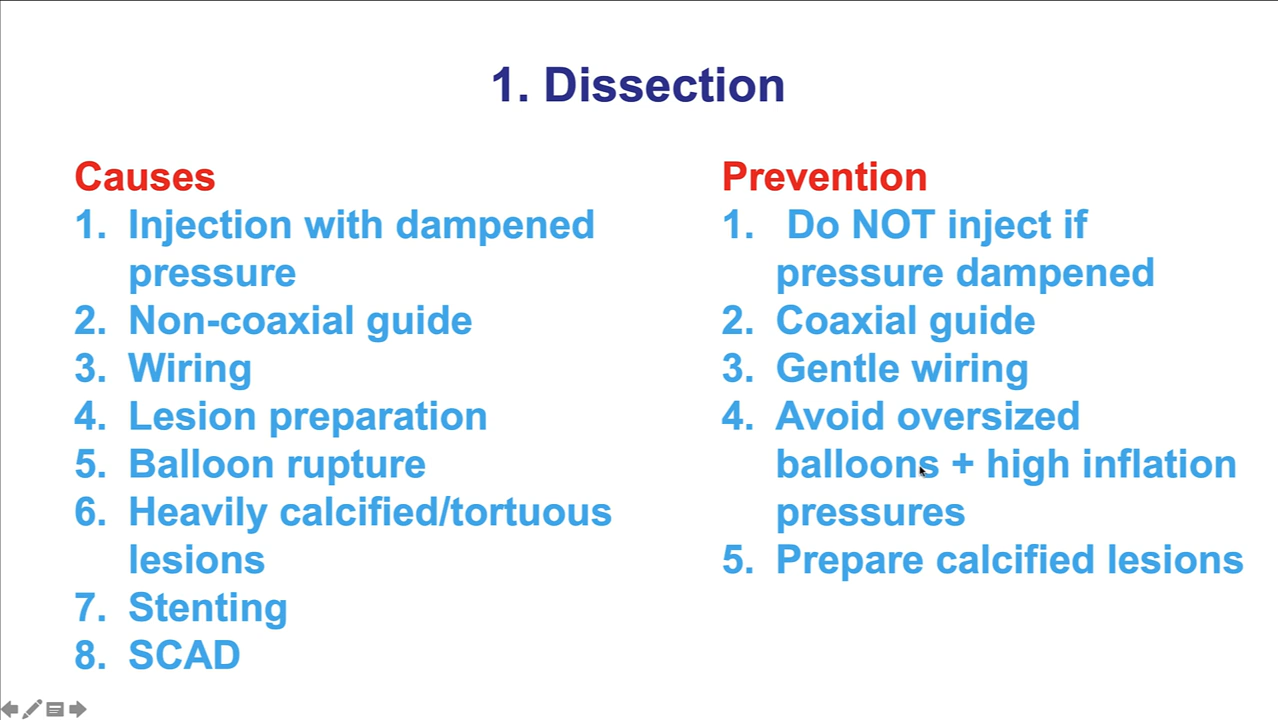 1. Dissection
Causes
1. Injection with dampened
pressure
2. Non-coaxial guide
3. Wiring
4. Lesion preparation
5. Balloon rupture
6. Heavily calcified/tortuous
lesions
7. Stenting
8. SCAD
Prevention
1. Do NOT inject if
pressure dampened
2. Coaxial guide
3. Gentle wiring
4. Avoid oversized
balloons + high inflation
pressures
5. Prepare calcified lesions